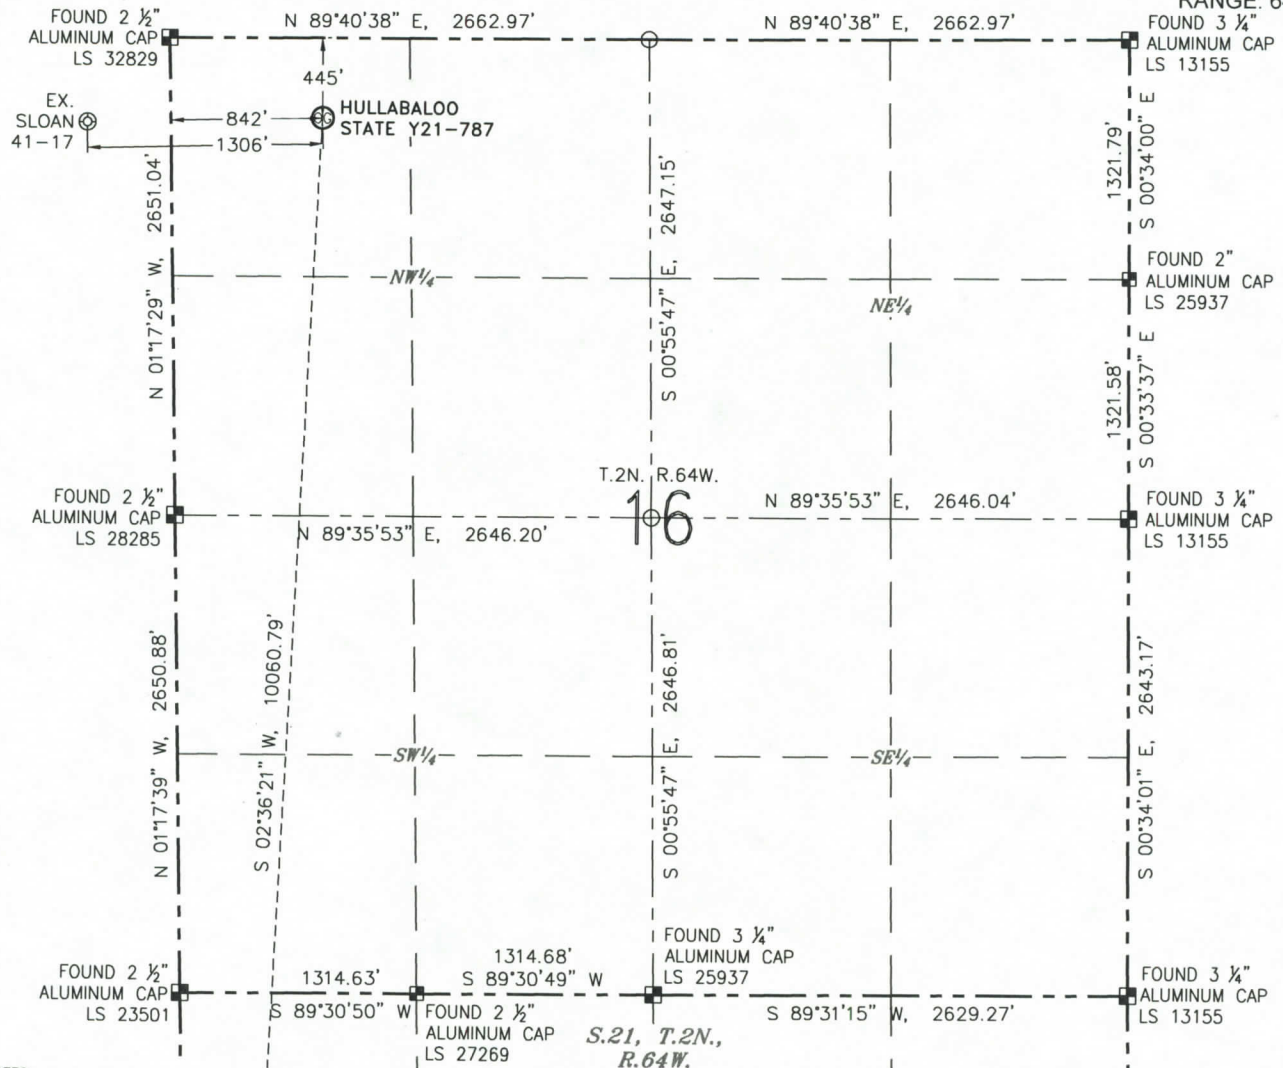 RANGE: 6
FOUND 2 ½"
ALUMINUM CAP
LS 32829
N 89°40'38" E, 2662.97'
N 89°40'38" E, 2662.97'
FOUND 3 ¼"
ALUMINUM CAP
LS 13155
445'
EX.
SLOAN
41-17
842'
1306'
HULLABALOO
STATE Y21-787
N 01°17'29" W, 2651.04'
S 00°55'47" E, 2647.15'
1321.79'
S 00°34'00" E
NW¼
NE¼
FOUND 2"
ALUMINUM CAP
LS 25937
1321.58'
S 00°33'37" E
FOUND 2 ½"
ALUMINUM CAP
LS 28285
T.2N. R.64W.
16
N 89°35'53" E, 2646.20'
N 89°35'53" E, 2646.04'
FOUND 3 ¼"
ALUMINUM CAP
LS 13155
N 01°17'39" W, 2650.88'
S 02°36'21" W, 10060.79'
S 00°55'47" E, 2646.81'
S 00°34'01" E, 2643.17'
SW¼
SE¼
FOUND 2 ½"
ALUMINUM CAP
LS 23501
1314.63'
S 89°30'50" W
1314.68'
S 89°30'49" W
FOUND 2 ½"
ALUMINUM CAP
LS 27269
FOUND 3 ¼"
ALUMINUM CAP
LS 25937
S 89°31'15" W, 2629.27'
FOUND 3 ¼"
ALUMINUM CAP
LS 13155
S.21, T.2N.,
R.64W.